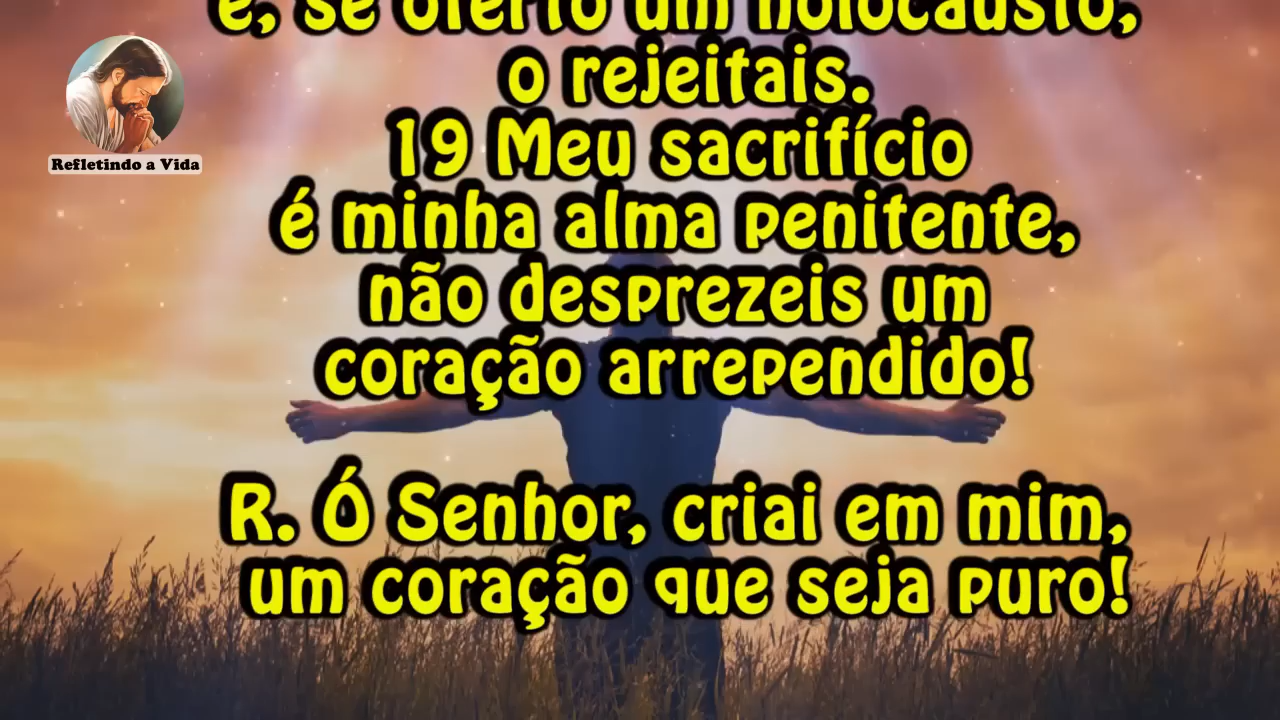 e, se oferto um holocausto,
o rejeitais.
19 Meu sacrifício
é minha alma penitente,
não desprezeis um
coração arrependido!
R. Ó Senhor, criai em mim,
um coração que seja puro!
Refletindo a Vida